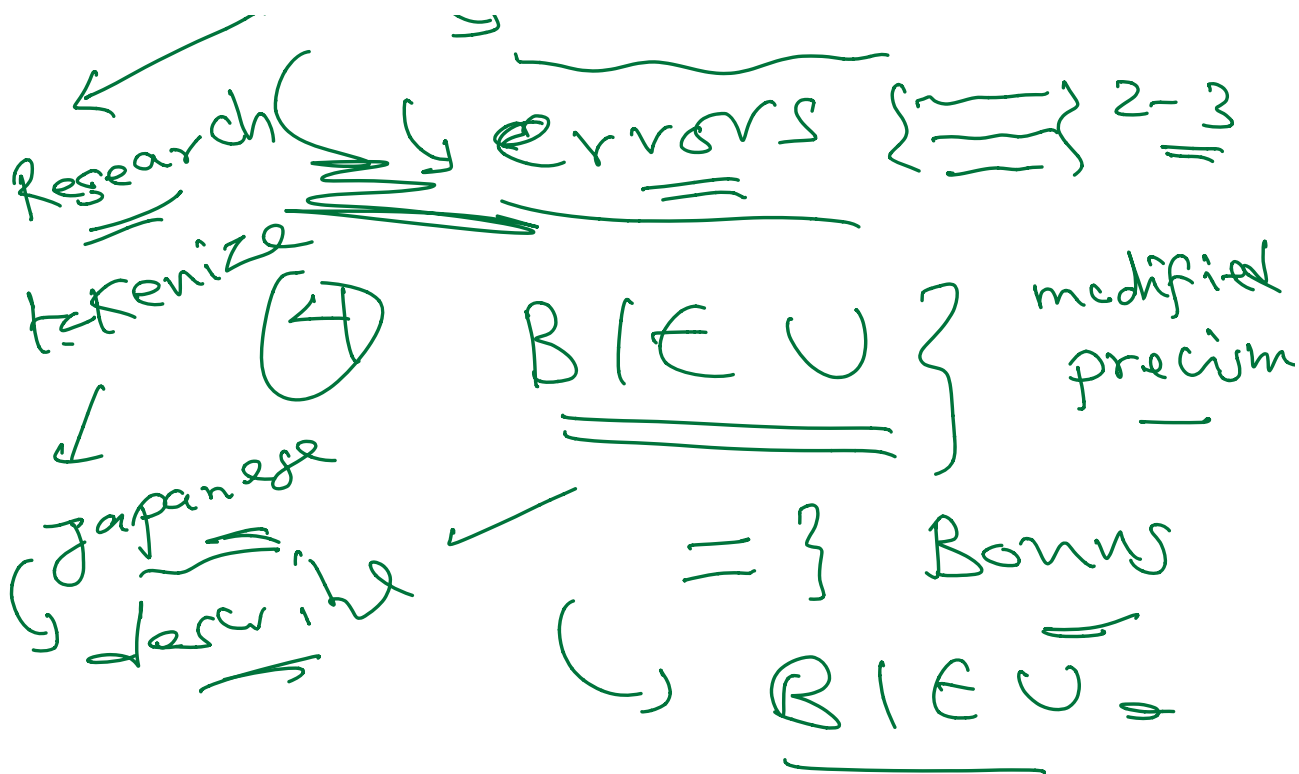 Research
errors { } 2-3
tokenize
4 BLEU } modified
precision
Japanese
describe
= } Bonus
BLEU